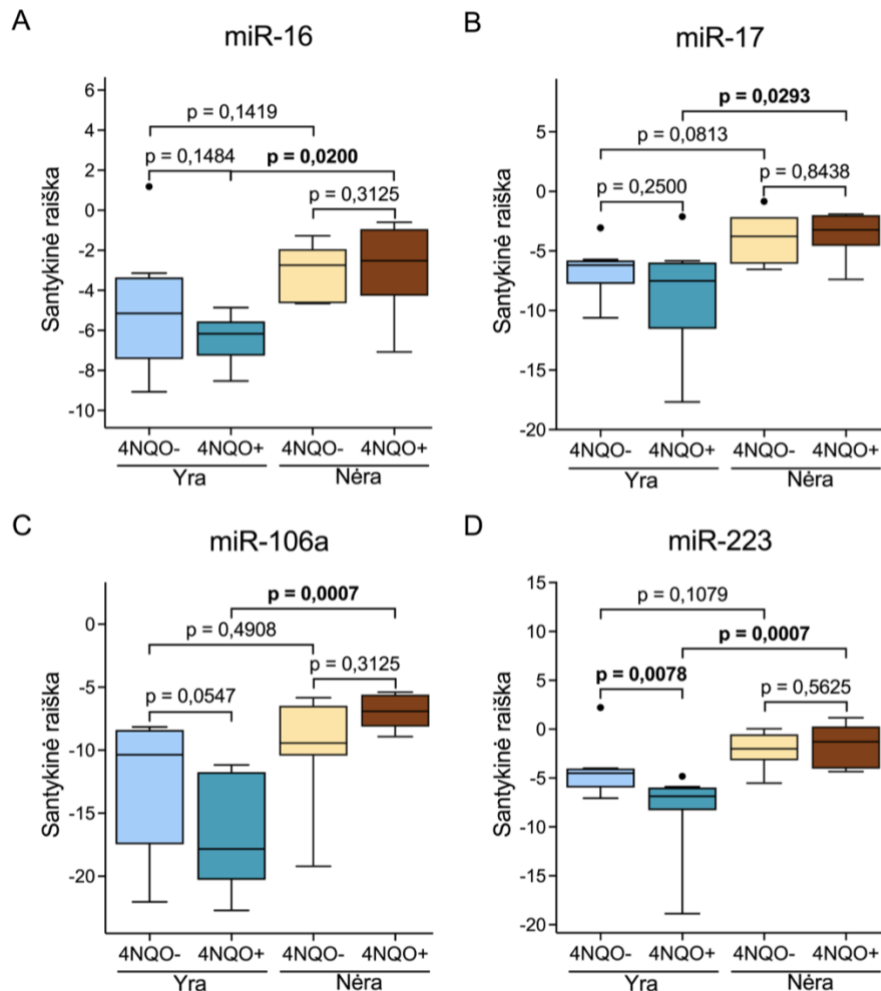 A
miR-16
Santykinė raiška
6
4
2
0
-2
-4
-6
-8
-10
p = 0,1419
p = 0,1484
p = 0,0200
p = 0,3125
4NQO- 4NQO+ 4NQO- 4NQO+
Yra Nėra
B
miR-17
Santykinė raiška
5
0
-5
-10
-15
-20
p = 0,0293
p = 0,0813
p = 0,8438
p = 0,2500
4NQO- 4NQO+ 4NQO- 4NQO+
Yra Nėra
C
miR-106a
Santykinė raiška
0
-5
-10
-15
-20
p = 0,0007
p = 0,4908
p = 0,3125
p = 0,0547
4NQO- 4NQO+ 4NQO- 4NQO+
Yra Nėra
D
miR-223
Santykinė raiška
15
10
5
0
-5
-10
-15
-20
p = 0,1079
p = 0,0007
p = 0,0078
p = 0,5625
4NQO- 4NQO+ 4NQO- 4NQO+
Yra Nėra